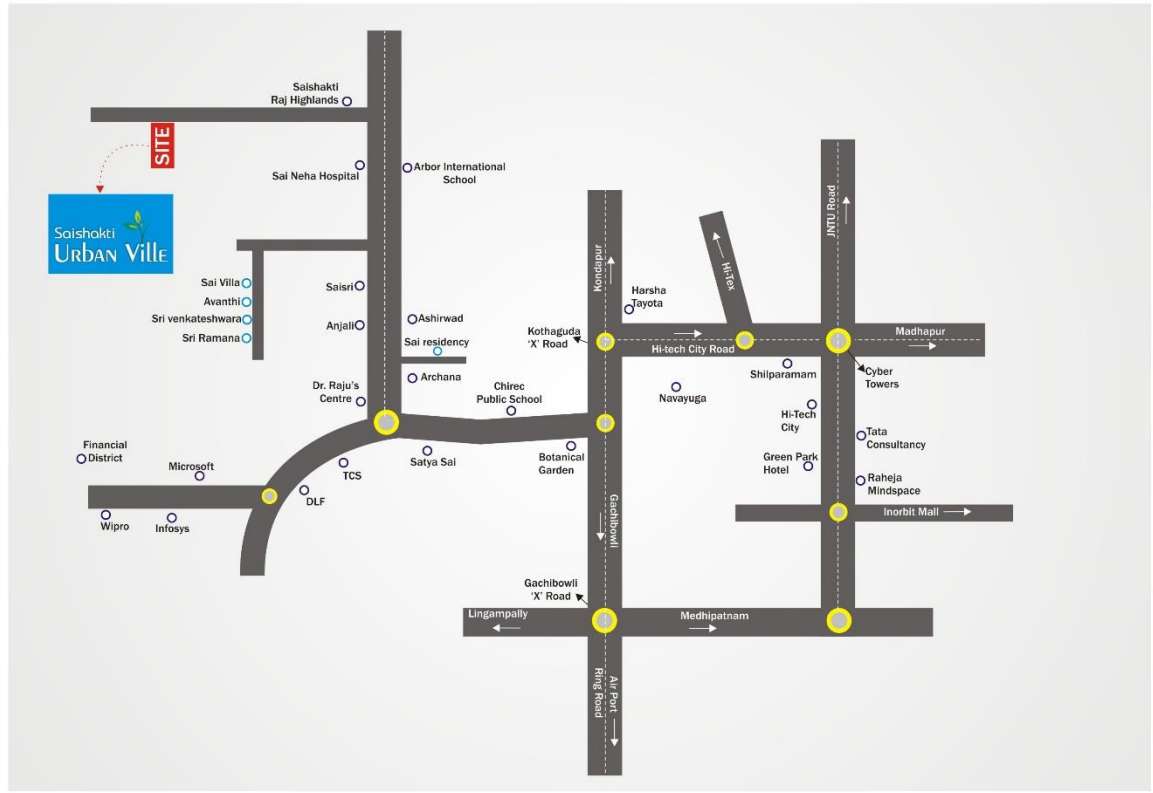 Saishakti
Raj Highlands
SITE
Sai Neha Hospital
Arbor International
School
Saishakti
URBAN VILLE
Sai Villa
Avanthi
Sri venkateshwara
Sri Ramana
Saisri
Anjali
Ashirwad
Sai residency
Archana
Dr. Raju's
Centre
Chirec
Public School
Satya Sai
Botanical
Garden
TCS
DLF
Financial
District
Microsoft
Wipro
Infosys
Kondapur
Harsha
Tayota
Kothaguda
'X' Road
Hi-tech City Road
Hi-Tex
JNTU Road
Madhapur
Cyber
Towers
Shilparamam
Navayuga
Hi-Tech
City
Tata
Consultancy
Green Park
Hotel
Raheja
Mindspace
Inorbit Mall
Gachibowli
Gachibowli
'X' Road
Lingampally
Medhipatnam
Air Port
Ring Road